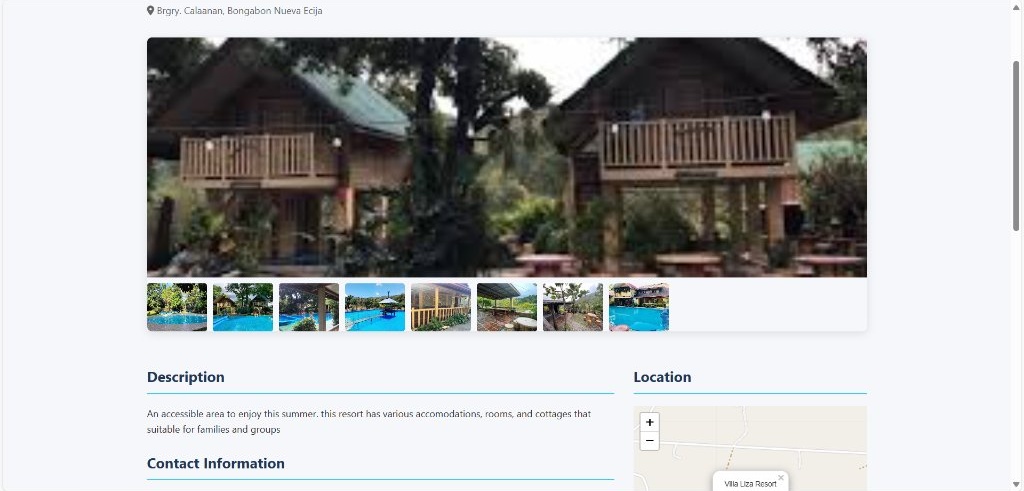 Brgry. Calaanan, Bongabon Nueva Ecija
Description
An accessible area to enjoy this summer. this resort has various accomodations, rooms, and cottages that
suitable for families and groups
Contact Information
Location
+
−
Villa Liza Resort
×